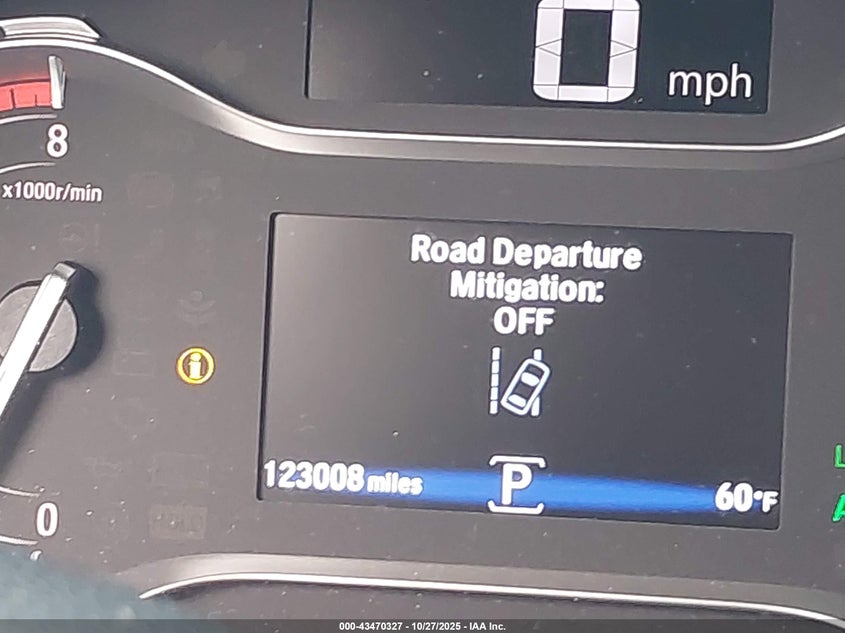 0 mph
8
x1000r/min
Road Departure
Mitigation:
OFF
i
123008 miles P 60°F
0
L
A
000-43470327 - 10/27/2025 - IAA Inc.